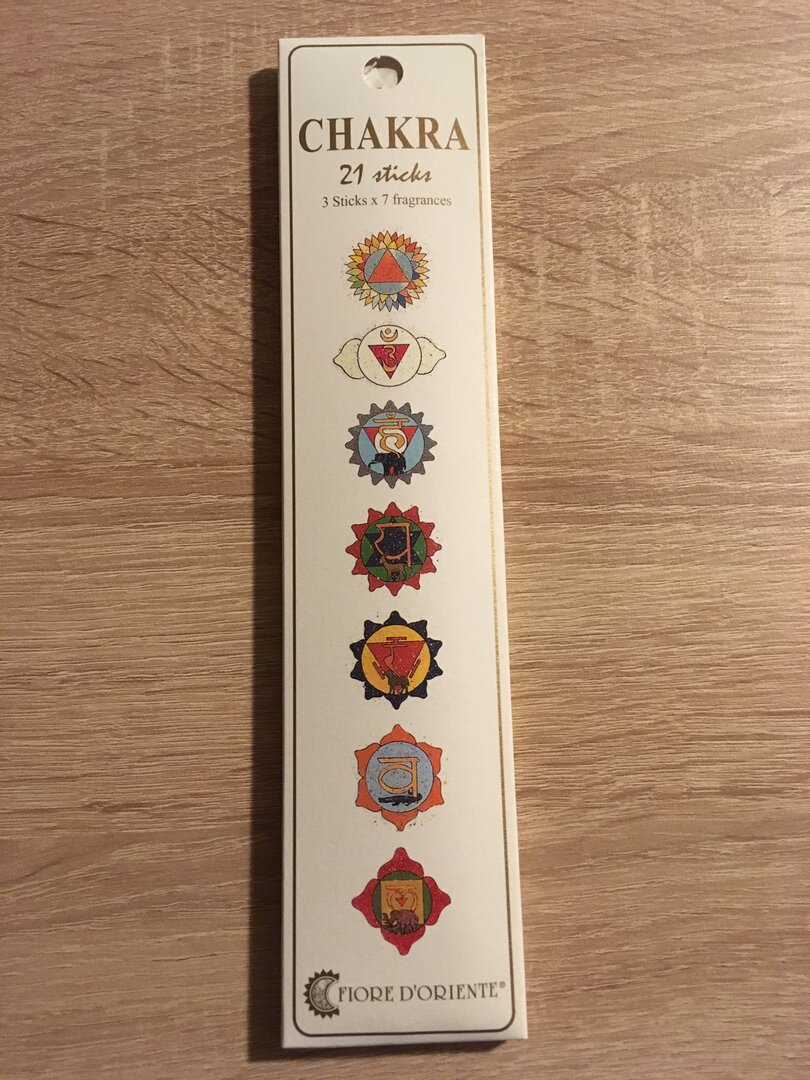 CHAKRA
21 sticks
3 Sticks x 7 fragrances
ॐ
हं
यं
रं
वं
FIORE D'ORIENTE®